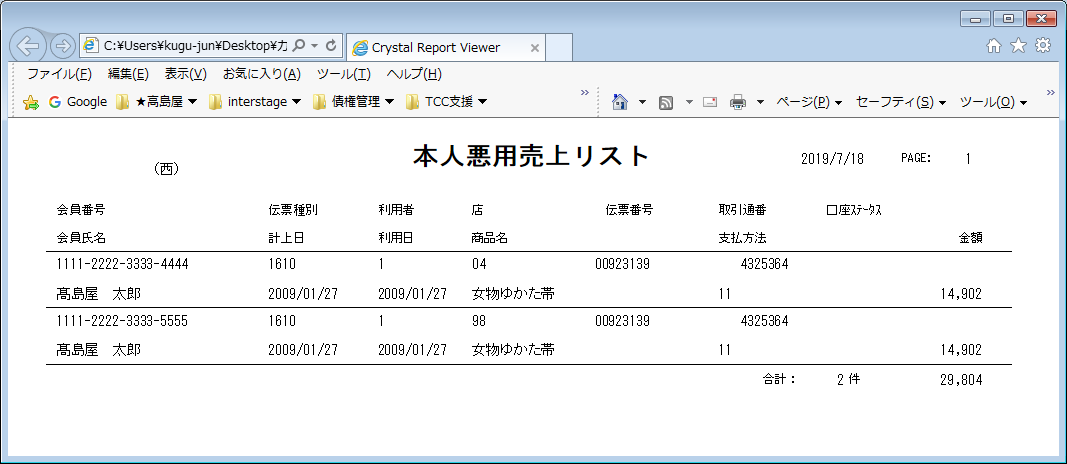 C:¥Users¥kugu-jun¥Desktop¥カ
Crystal Report Viewer
ファイル(F) 編集(E) 表示(V) お気に入り(A) ツール(T) ヘルプ(H)
Google ★高島屋 interstage 債権管理 TCC支援 » ページ(P) セーフティ(S) ツール(O) »
(西) 本人悪用売上リスト 2019/7/18 PAGE: 1
会員番号 伝票種別 利用者 店 伝票番号 取引通番 口座ｽﾃｰﾀｽ
会員氏名 計上日 利用日 商品名 支払方法 金額
1111-2222-3333-4444 1610 1 04 00923139 4325364
髙島屋 太郎 2009/01/27 2009/01/27 女物ゆかた帯 11 14,902
1111-2222-3333-5555 1610 1 98 00923139 4325364
髙島屋 太郎 2009/01/27 2009/01/27 女物ゆかた帯 11 14,902
合計： 2 件 29,804